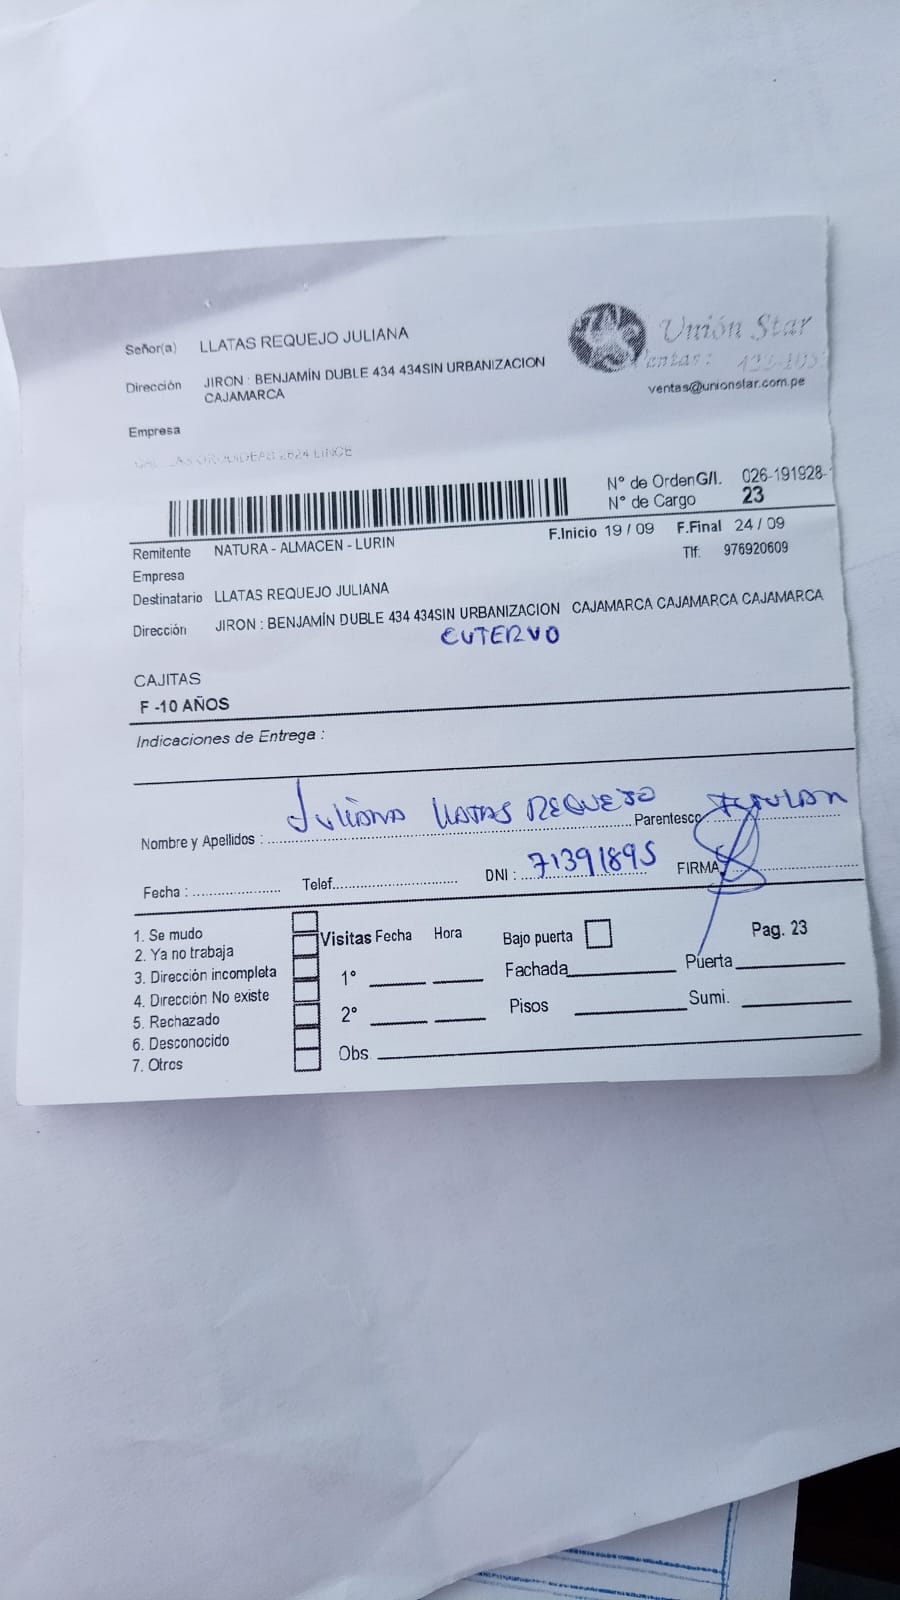 Señor(a) LLATAS REQUEJO JULIANA
Unión Star
Ventas:
Dirección JIRON : BENJAMÍN DUBLE 434 434SIN URBANIZACION
CAJAMARCA
ventas@unionstar.com.pe
Empresa
2624 LINCE
N° de OrdenG/I. 026-191928-
N° de Cargo 23
F.Inicio 19 / 09 F.Final 24 / 09
Remitente NATURA - ALMACEN - LURIN
Tlf. 976920609
Empresa
Destinatario LLATAS REQUEJO JULIANA
Dirección JIRON : BENJAMÍN DUBLE 434 434SIN URBANIZACION CAJAMARCA CAJAMARCA CAJAMARCA
CUTERVO
CAJITAS
F -10 AÑOS
Indicaciones de Entrega :
Nombre y Apellidos : Juliana LLATAS REQUEJO Parentesco TITULAR
Fecha : Telef. DNI : 71391895 FIRMA
1. Se mudo
2. Ya no trabaja
3. Dirección incompleta
4. Dirección No existe
5. Rechazado
6. Desconocido
7. Otros
Visitas Fecha Hora
1°
2°
Obs.
Bajo puerta
Fachada
Pisos
Pag. 23
Puerta
Sumi.